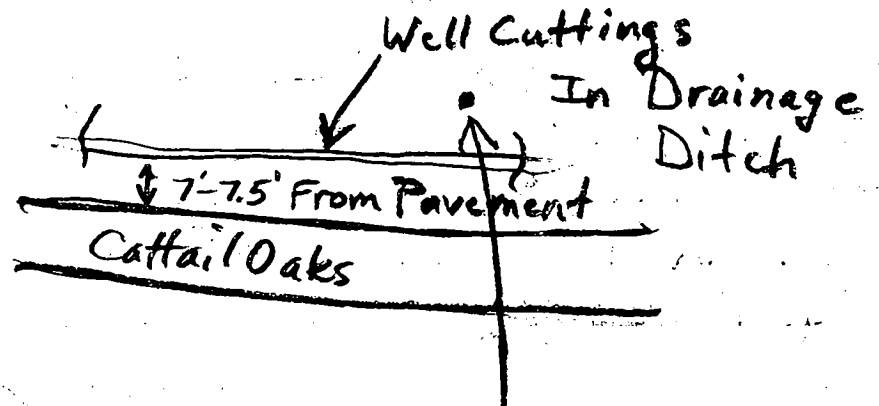 Well Cuttings
In Drainage
Ditch
7'-7.5' From Pavement
Cattail Oaks